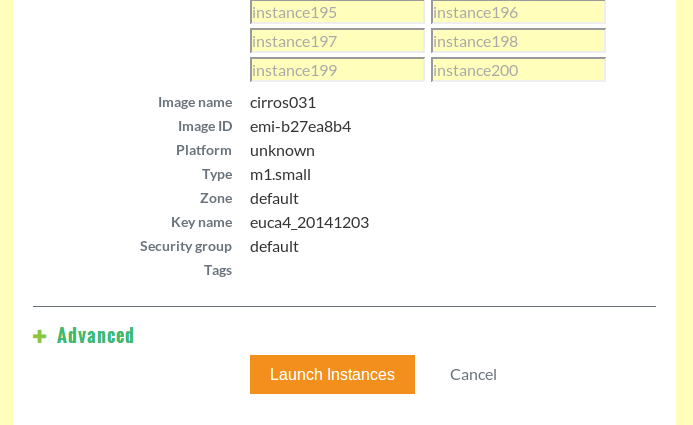 instance195 instance196
instance197 instance198
instance199 instance200
Image name cirros031
Image ID emi-b27ea8b4
Platform unknown
Type m1.small
Zone default
Key name euca4_20141203
Security group default
Tags
Advanced
Launch Instances Cancel